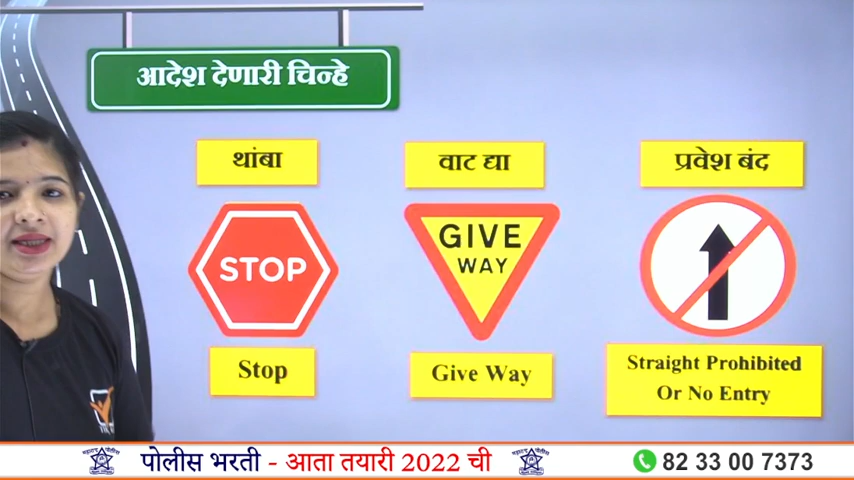 आदेश देणारी चिन्हे
थांबा
वाट द्या
प्रवेश बंद
STOP
GIVE
WAY
Stop
Give Way
Straight Prohibited
Or No Entry
पोलीस भरती - आता तयारी 2022 ची
82 33 00 7373